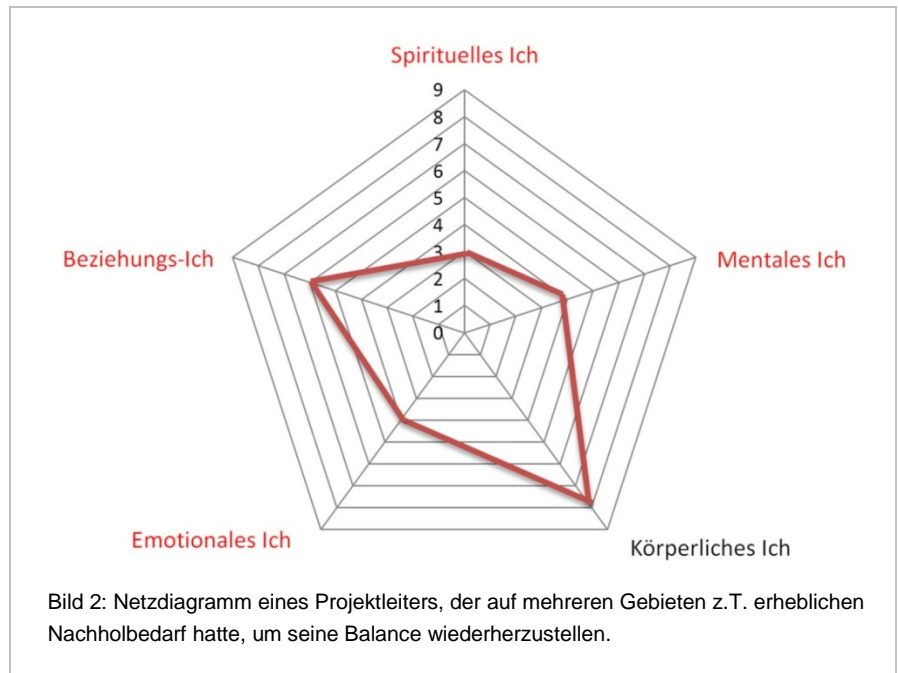 Spirituelles Ich
9
8
7
6
5
4
3
2
1
0
Beziehungs-Ich
Mentales Ich
Emotionales Ich
Körperliches Ich
Bild 2: Netzdiagramm eines Projektleiters, der auf mehreren Gebieten z.T. erheblichen
Nachholbedarf hatte, um seine Balance wiederherzustellen.